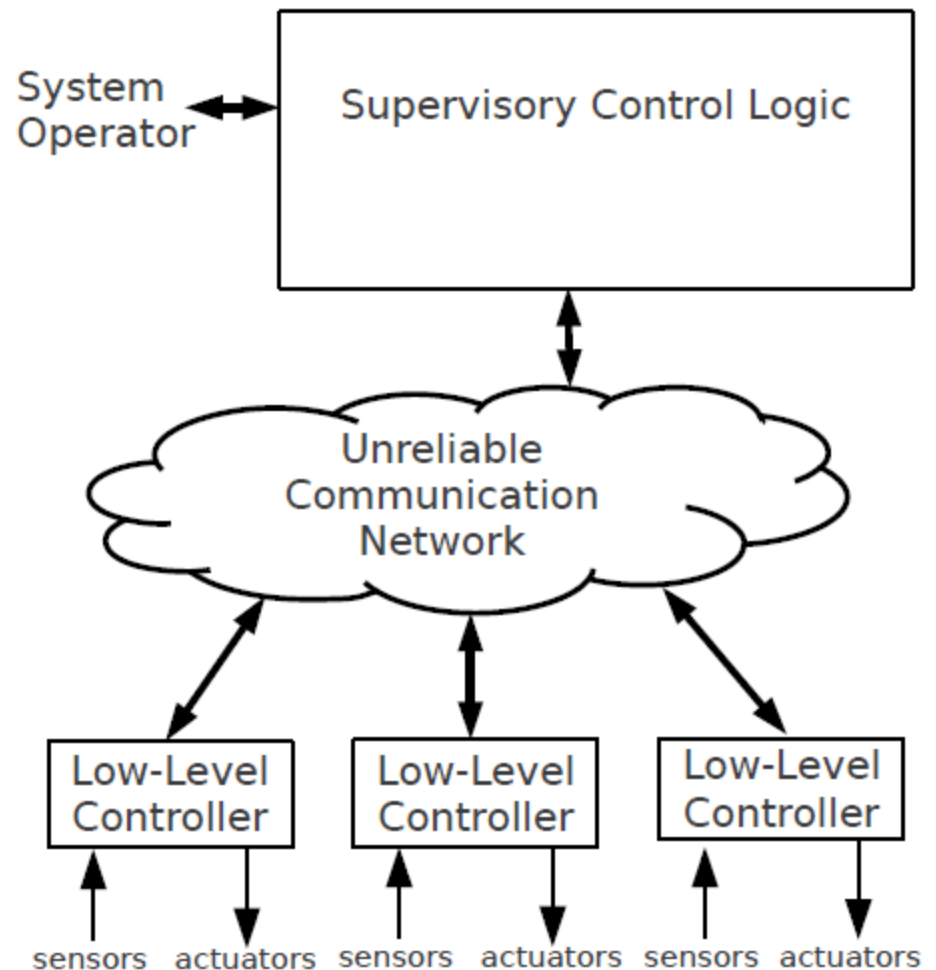 System
Operator
Supervisory Control Logic
Unreliable
Communication
Network
Low-Level
Controller
Low-Level
Controller
Low-Level
Controller
sensors
actuators
sensors
actuators
sensors
actuators